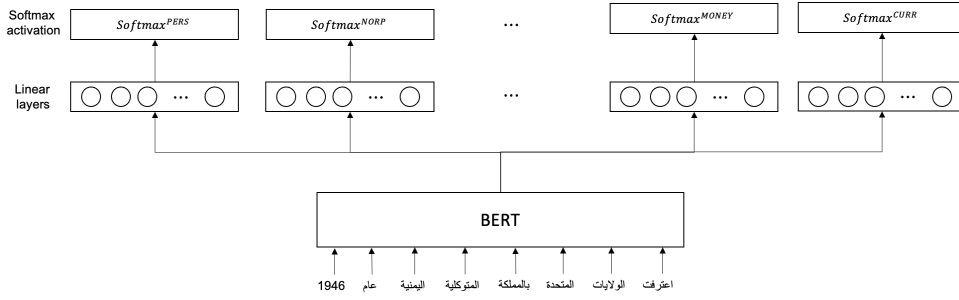 Softmax activation
Softmax^PERS Softmax^NORP ... Softmax^MONEY Softmax^CURR
Linear layers
... ... ... ... ...
BERT
اعترفت الولايات المتحدة بالمملكة المتوكلية اليمنية عام 1946